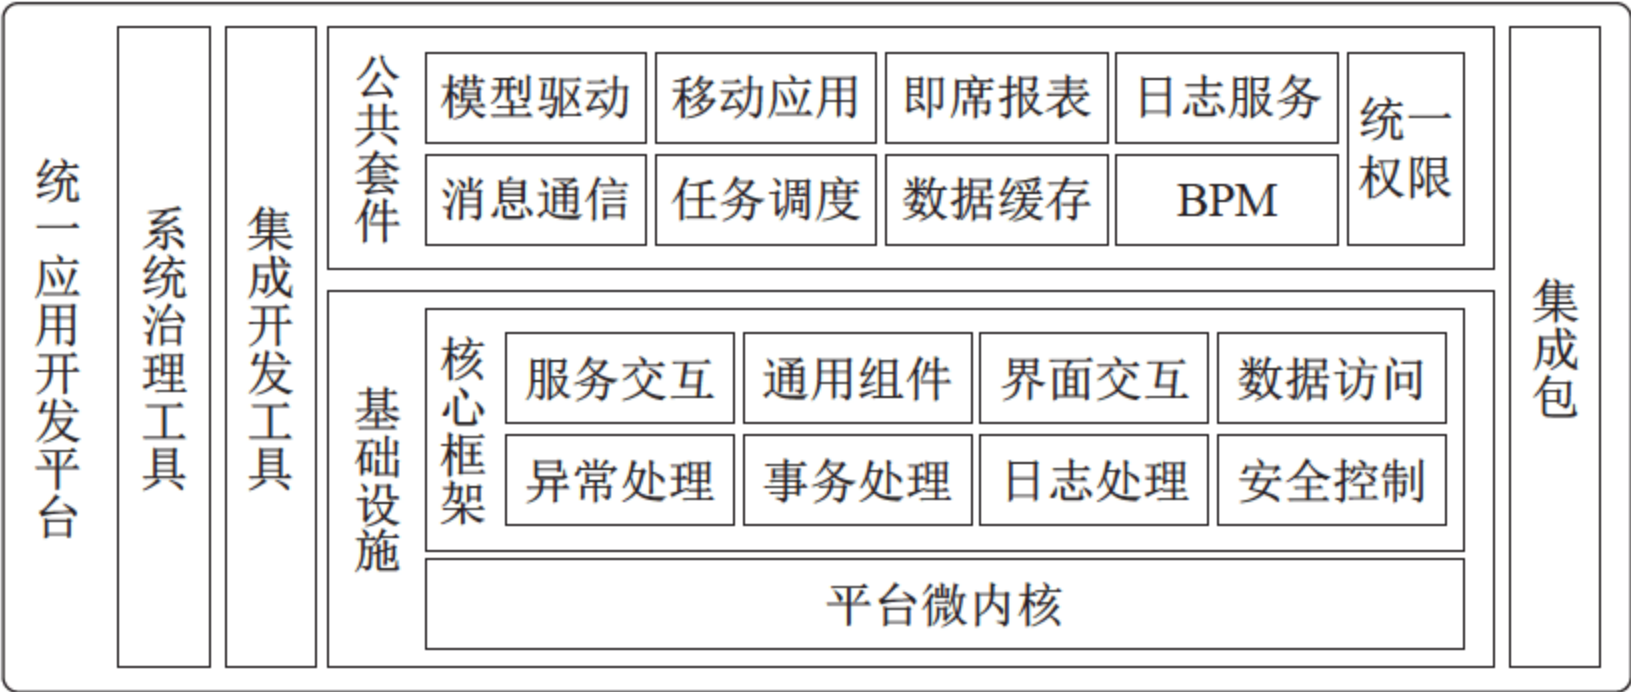 统一应用开发平台
系统治理工具
集成开发工具
公共套件
模型驱动
移动应用
即席报表
日志服务
统一
权限
消息通信
任务调度
数据缓存
BPM
基础设施
核心框架
服务交互
通用组件
界面交互
数据访问
异常处理
事务处理
日志处理
安全控制
平台微内核
集成包